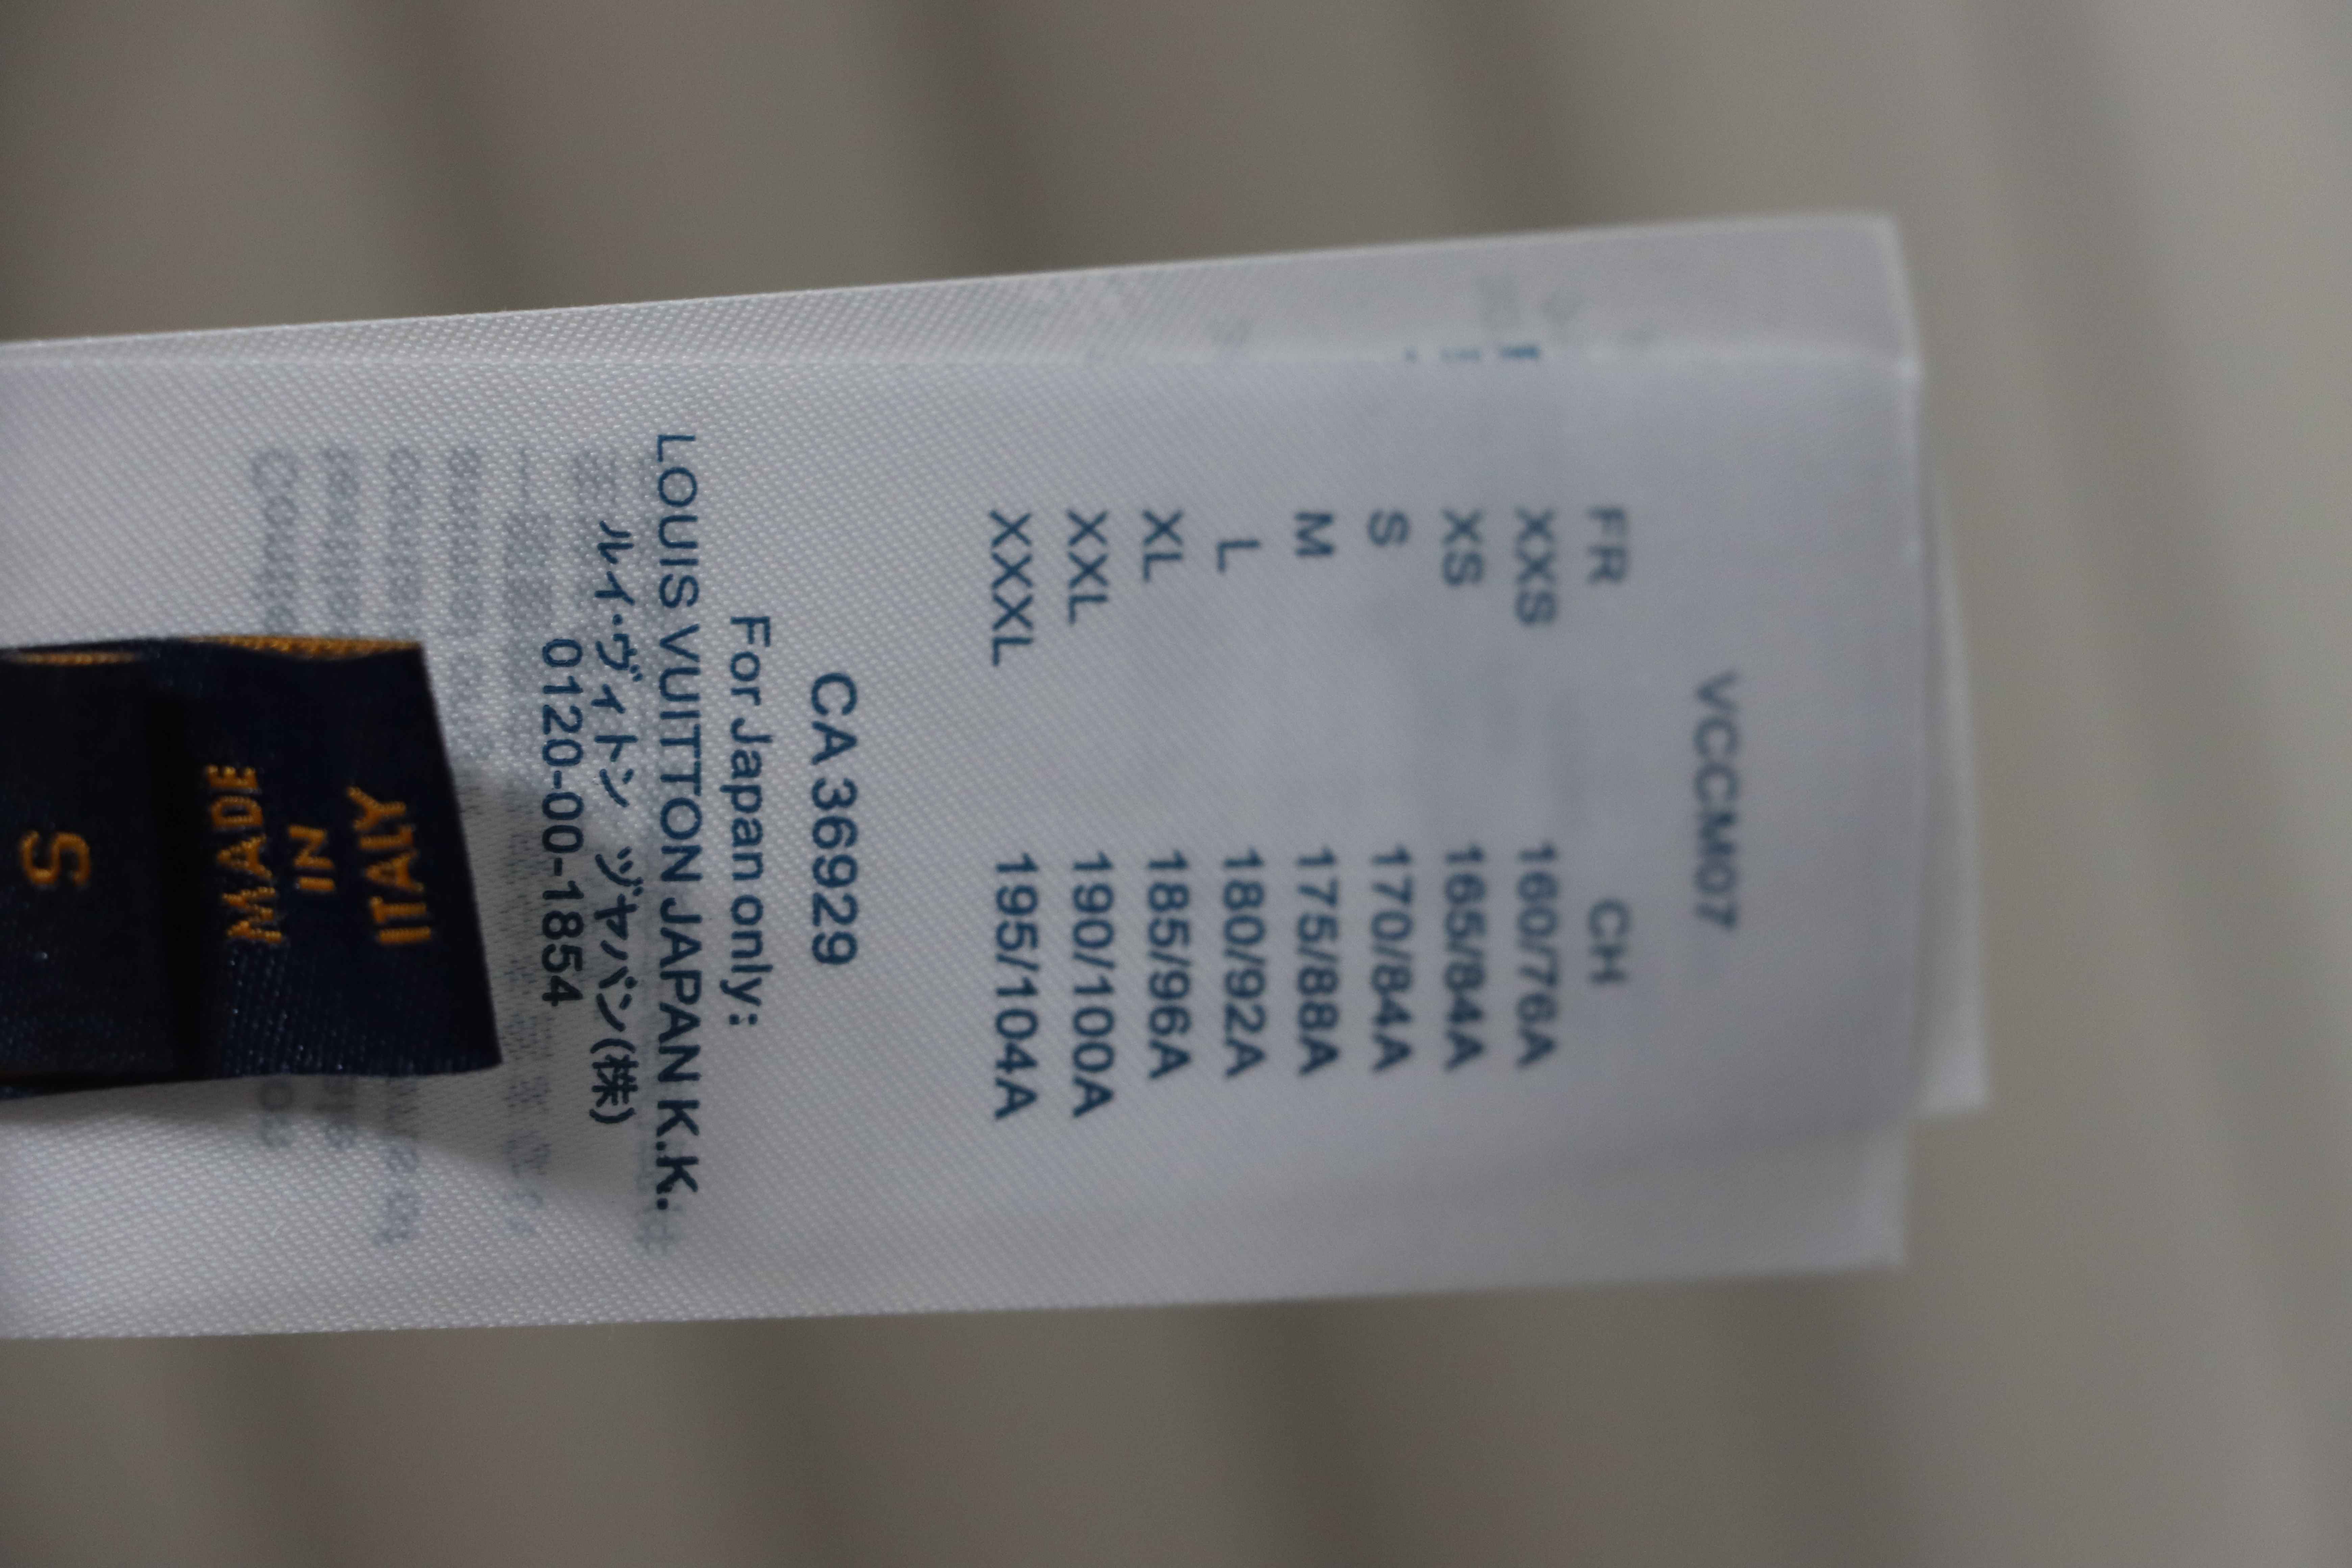 VCCM07
FR CH
XXS 160/76A
XS 165/84A
S 170/84A
M 175/88A
L 180/92A
XL 185/96A
XXL 190/100A
XXXL 195/104A
CA 36929
For Japan only:
LOUIS VUITTON JAPAN K.K.
ルイ・ヴィトン ジャパン(株)
0120-00-1854
S
MADE
IN
ITALY